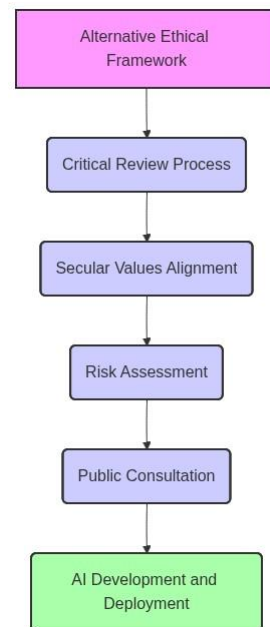 Alternative Ethical
Framework
Critical Review Process
Secular Values Alignment
Risk Assessment
Public Consultation
AI Development and
Deployment